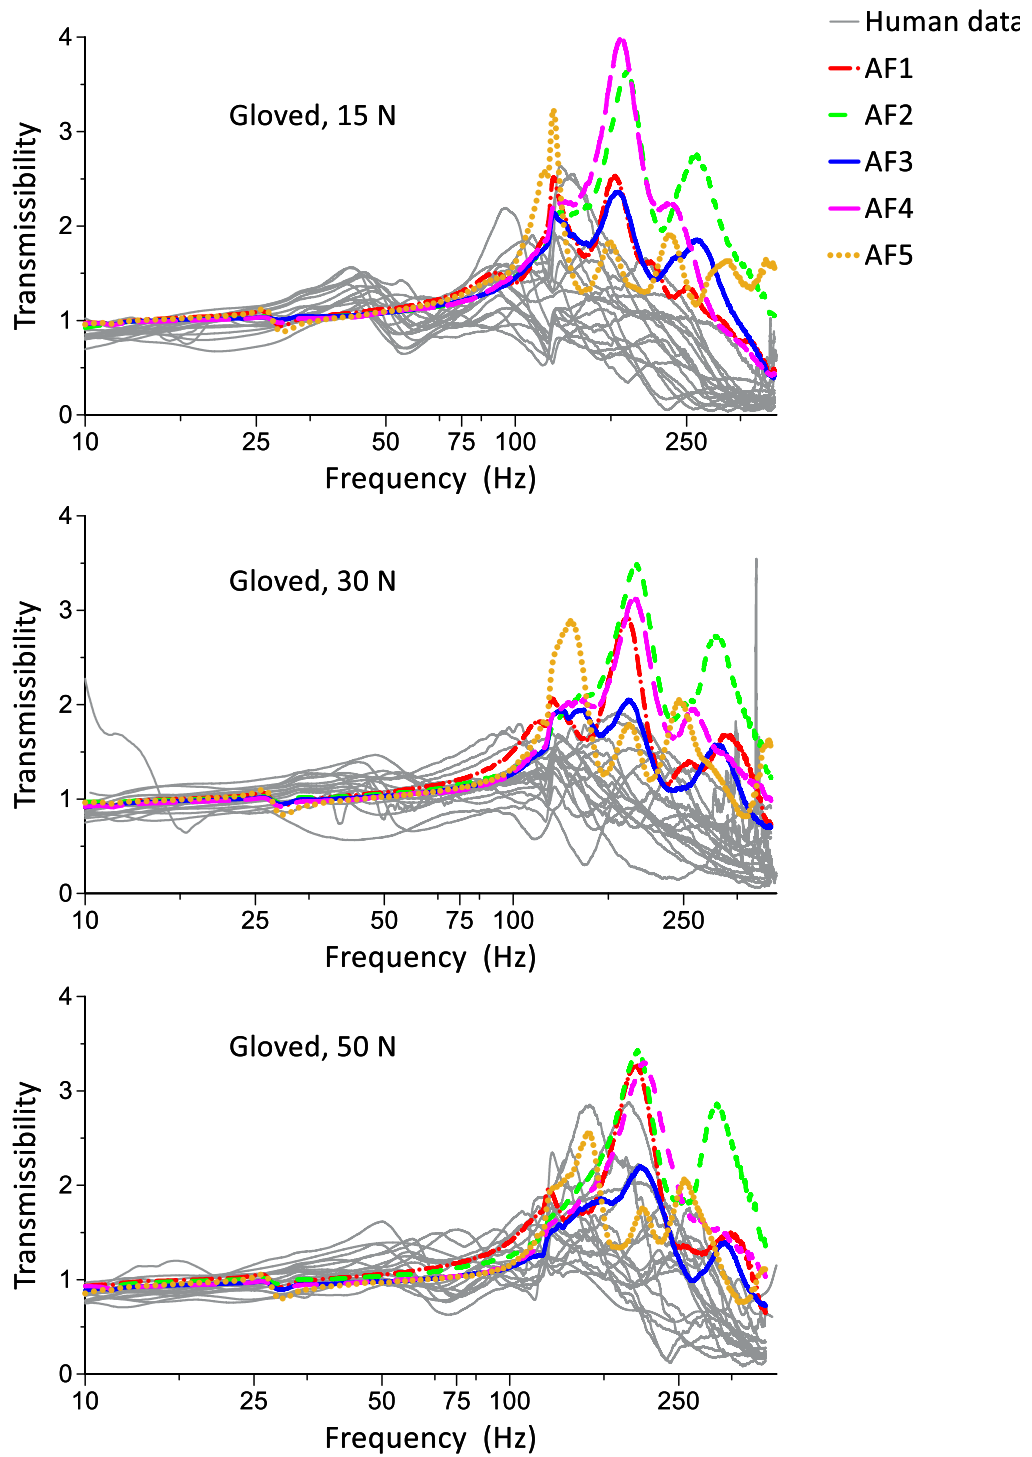 Human data
AF1
AF2
AF3
AF4
AF5
4
3
2
1
0
Transmissibility
Gloved, 15 N
10 25 50 75 100 250
Frequency (Hz)
4
3
2
1
0
Transmissibility
Gloved, 30 N
10 25 50 75 100 250
Frequency (Hz)
4
3
2
1
0
Transmissibility
Gloved, 50 N
10 25 50 75 100 250
Frequency (Hz)